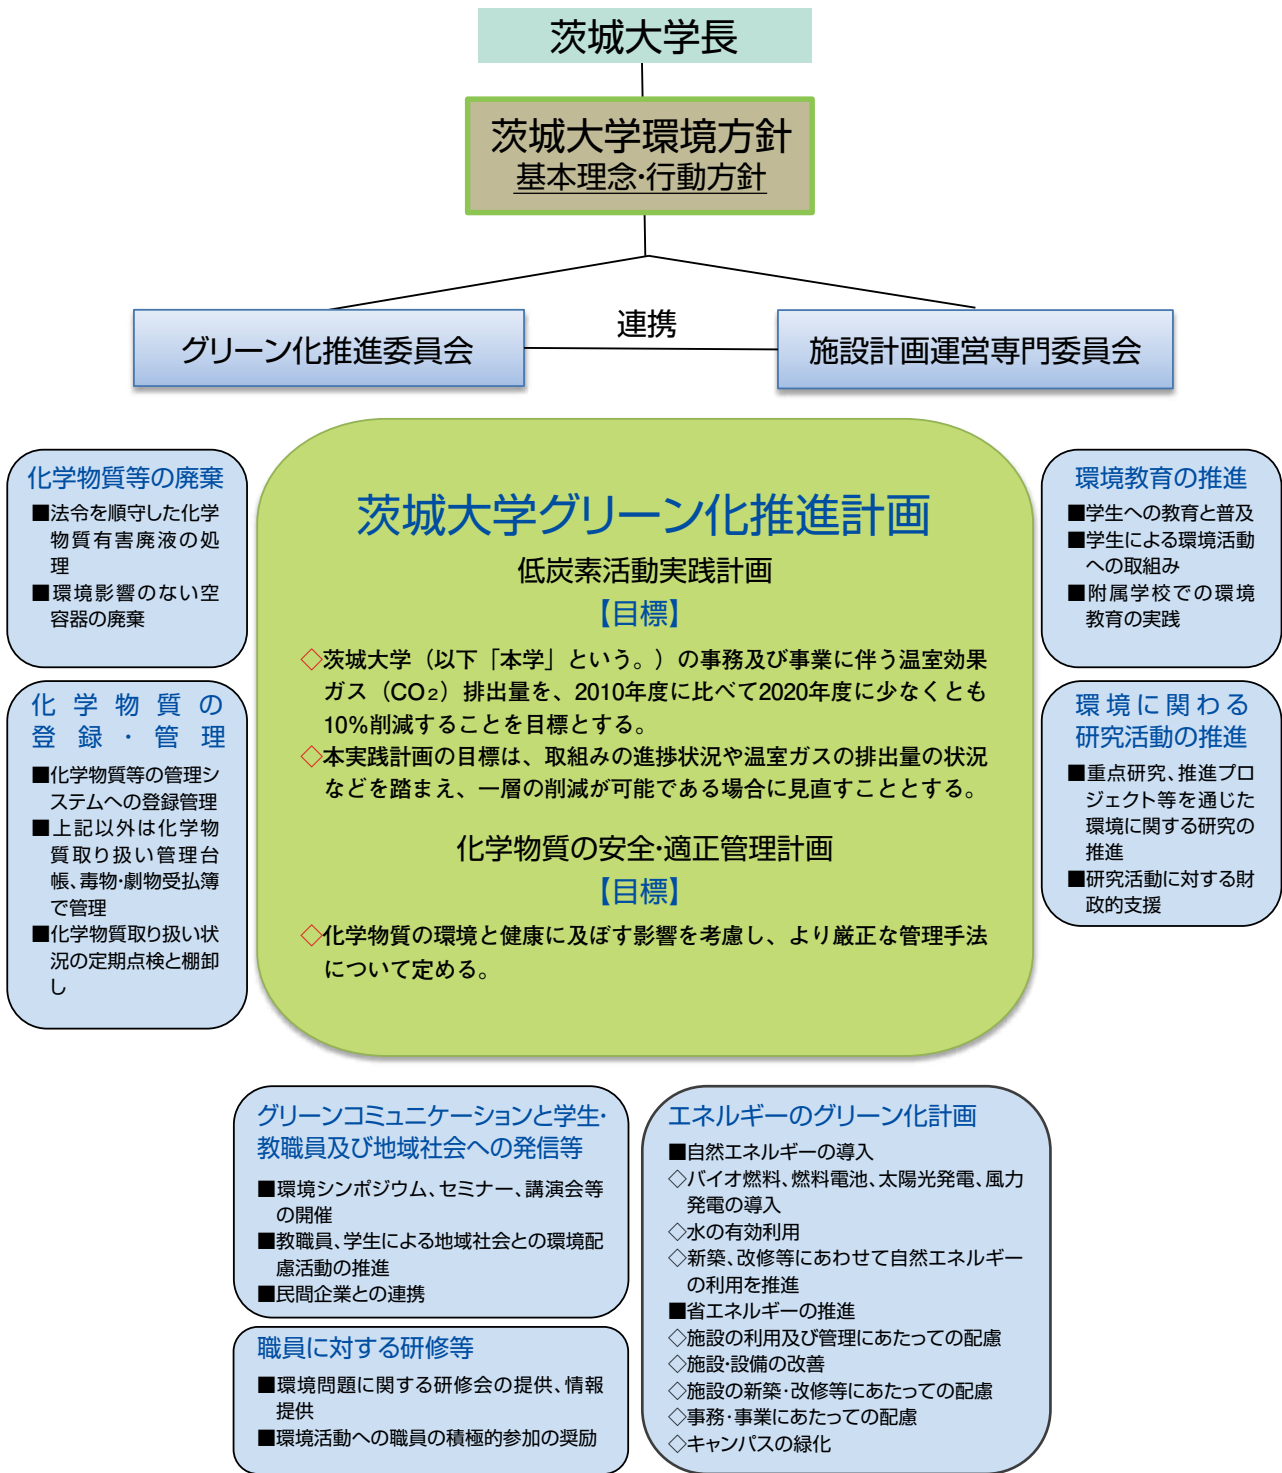 茨城大学長
茨城大学環境方針
基本理念・行動方針
連携
グリーン化推進委員会
施設計画運営専門委員会
化学物質等の廃棄
■法令を順守した化学
物質有害廃液の処
理
■環境影響のない空
容器の廃棄
化学物質の
登録・管理
■化学物質等の管理シ
ステムへの登録管理
■上記以外は化学物
質取り扱い管理台
帳、毒物・劇物受払簿
で管理
■化学物質取り扱い状
況の定期点検と棚卸
し
茨城大学グリーン化推進計画
低炭素活動実践計画
【目標】
◇茨城大学（以下「本学」という。）の事務及び事業に伴う温室効果
ガス（CO₂）排出量を、2010年度に比べて2020年度に少なくとも
10%削減することを目標とする。
◇本実践計画の目標は、取組みの進捗状況や温室ガスの排出量の状況
などを踏まえ、一層の削減が可能である場合に見直すこととする。
化学物質の安全・適正管理計画
【目標】
◇化学物質の環境と健康に及ぼす影響を考慮し、より厳正な管理手法
について定める。
環境教育の推進
■学生への教育と普及
■学生による環境活動
への取組み
■附属学校での環境
教育の実践
環境に関わる
研究活動の推進
■重点研究、推進プロ
ジェクト等を通じた
環境に関する研究の
推進
■研究活動に対する財
政的支援
グリーンコミュニケーションと学生・
教職員及び地域社会への発信等
■環境シンポジウム、セミナー、講演会等
の開催
■教職員、学生による地域社会との環境配
慮活動の推進
■民間企業との連携
職員に対する研修等
■環境問題に関する研修会の提供、情報
提供
■環境活動への職員の積極的参加の奨励
エネルギーのグリーン化計画
■自然エネルギーの導入
◇バイオ燃料、燃料電池、太陽光発電、風力
発電の導入
◇水の有効利用
◇新築、改修等にあわせて自然エネルギー
の利用を推進
■省エネルギーの推進
◇施設の利用及び管理にあたっての配慮
◇施設・設備の改善
◇施設の新築・改修等にあたっての配慮
◇事務・事業にあたっての配慮
◇キャンパスの緑化